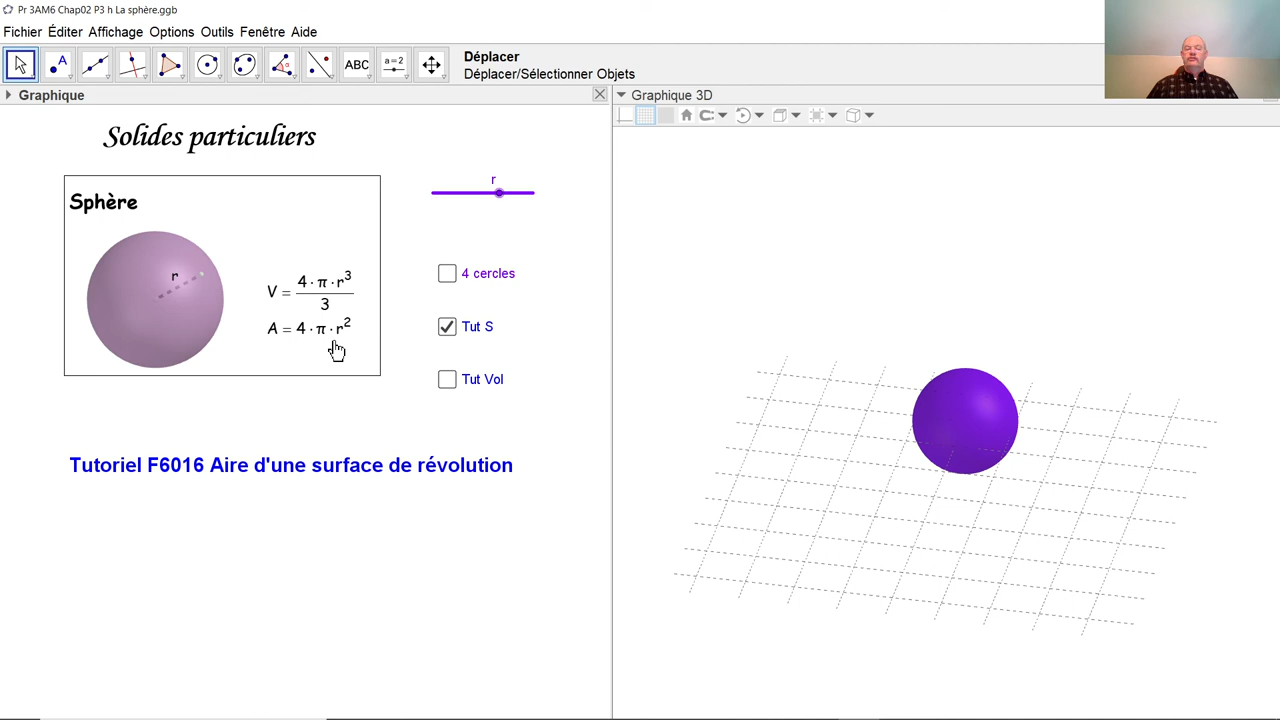 Pr 3AM6 Chap02 P3 h La sphère.ggb
Fichier Éditer Affichage Options Outils Fenêtre Aide
A
ABC
a=2
Déplacer
Déplacer/Sélectionner Objets
Graphique
Graphique 3D
Solides particuliers
Sphère
r
V = 4·π·r³/3
A = 4·π·r²
r
4 cercles
Tut S
Tut Vol
Tutoriel F6016 Aire d'une surface de révolution